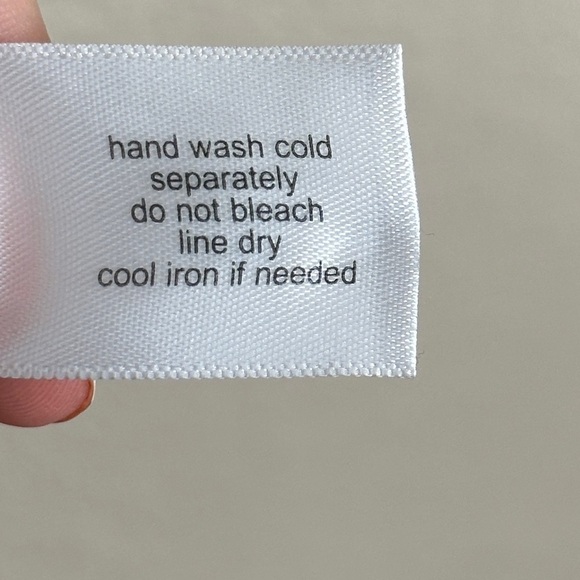 hand wash cold
separately
do not bleach
line dry
cool iron if needed